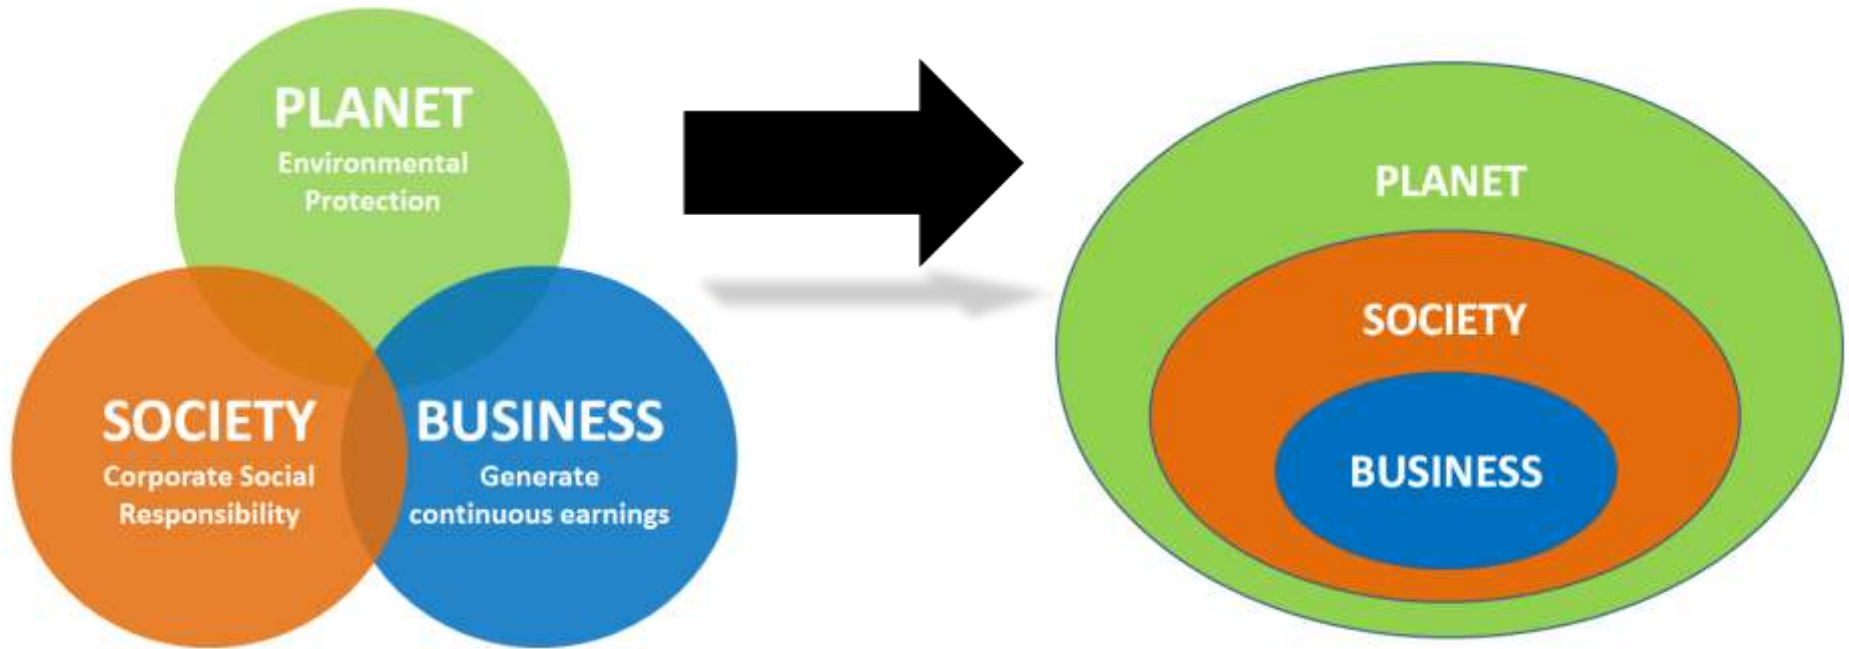 PLANET
Environmental
Protection
SOCIETY
Corporate Social
Responsibility
BUSINESS
Generate
continuous earnings
PLANET
SOCIETY
BUSINESS